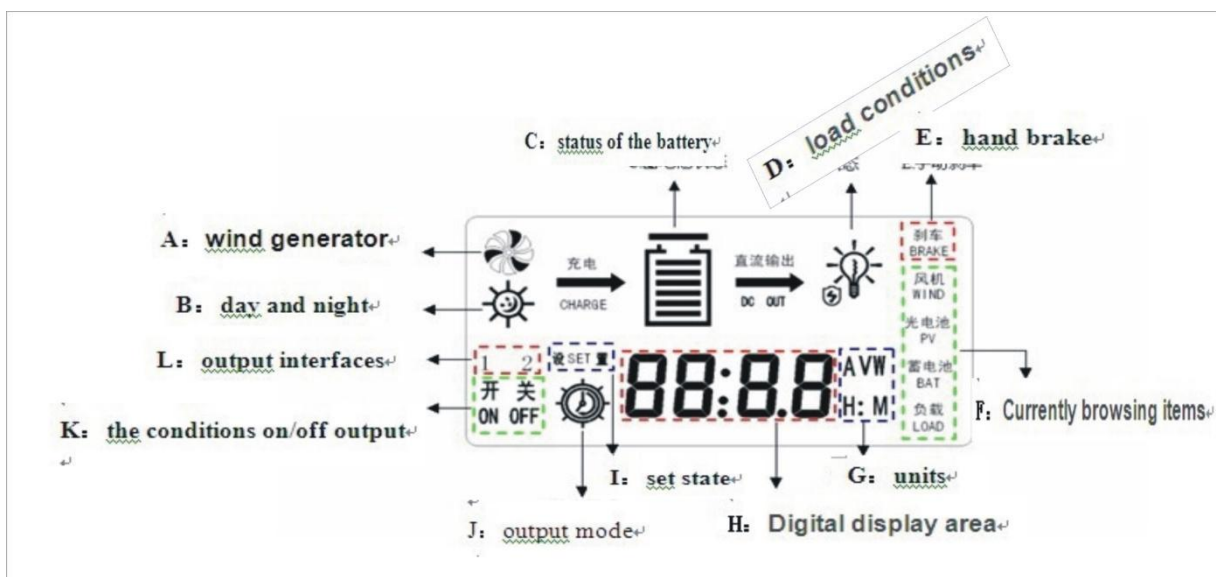 D：load conditions
C：status of the battery
E：hand brake
A：wind generator
B：day and night
L：output interfaces
K：the conditions on/off output
充电
CHARGE
直流输出
DC OUT
刹车
BRAKE
风机
WIND
光电池
PV
蓄电池
BAT
负载
LOAD
1 2
设 SET 置
88:8.8
AVW
H: M
开 关
ON OFF
F：Currently browsing items
I：set state
G：units
J：output mode
H：Digital display area